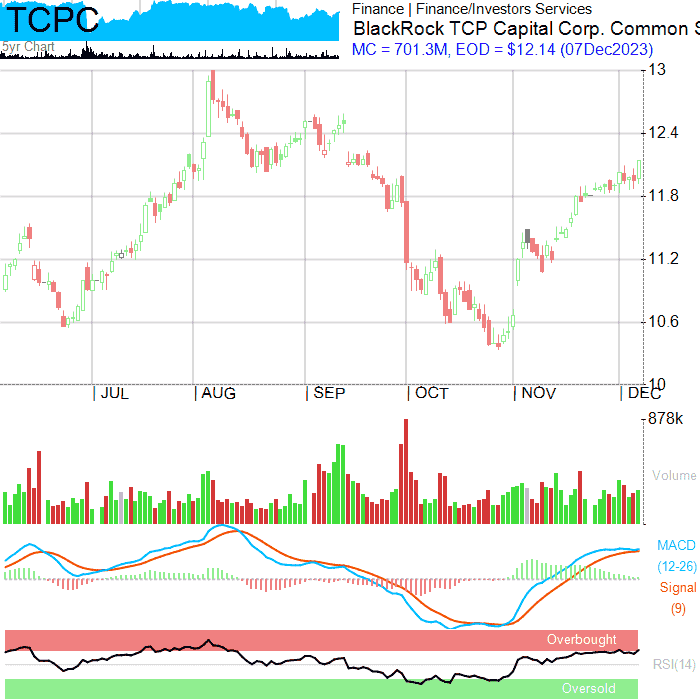 TCPC
5yr Chart
Finance | Finance/Investors Services
BlackRock TCP Capital Corp. Common S
MC = 701.3M, EOD = $12.14 (07Dec2023)
13
12.4
11.8
11.2
10.6
10
JUL AUG SEP OCT NOV DEC
878k
Volume
MACD
(12-26)
Signal
(9)
Overbought
RSI(14)
Oversold